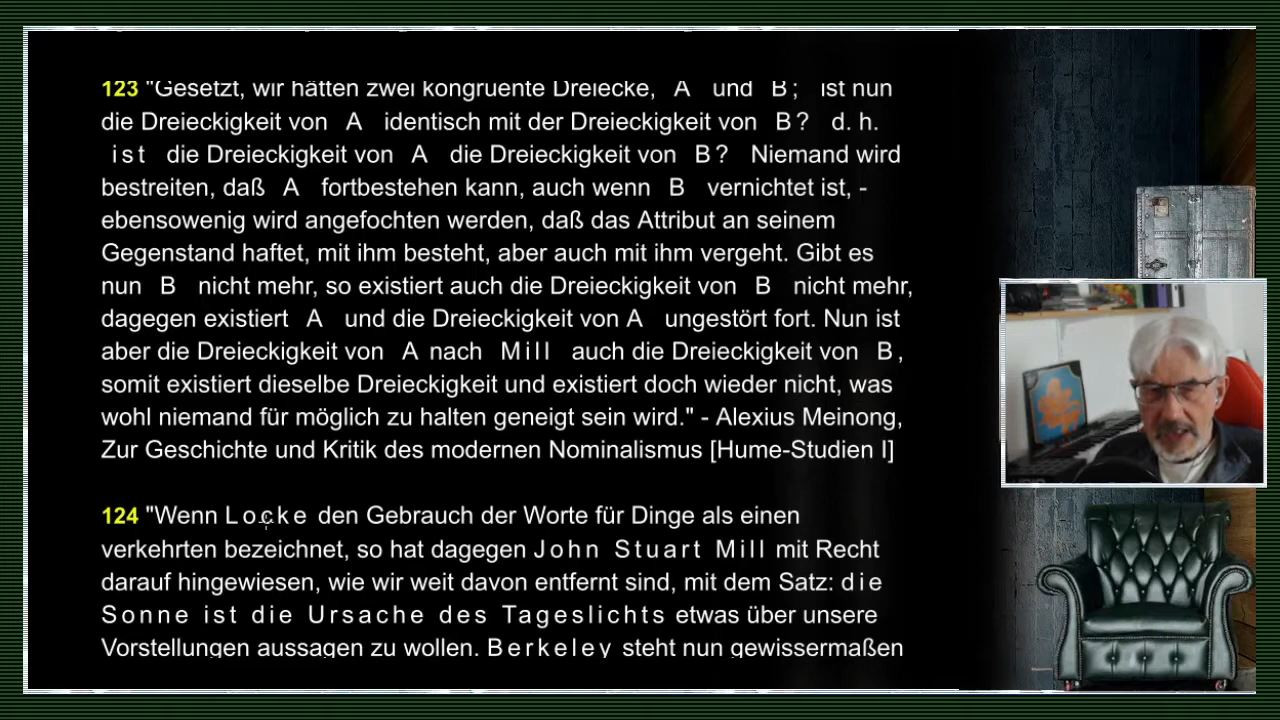 123 "Gesetzt, wir hätten zwei kongruente Dreiecke, A und B; ist nun
die Dreieckigkeit von A identisch mit der Dreieckigkeit von B? d. h.
ist die Dreieckigkeit von A die Dreieckigkeit von B? Niemand wird
bestreiten, daß A fortbestehen kann, auch wenn B vernichtet ist, -
ebensowenig wird angefochten werden, daß das Attribut an seinem
Gegenstand haftet, mit ihm besteht, aber auch mit ihm vergeht. Gibt es
nun B nicht mehr, so existiert auch die Dreieckigkeit von B nicht mehr,
dagegen existiert A und die Dreieckigkeit von A ungestört fort. Nun ist
aber die Dreieckigkeit von A nach Mill auch die Dreieckigkeit von B,
somit existiert dieselbe Dreieckigkeit und existiert doch wieder nicht, was
wohl niemand für möglich zu halten geneigt sein wird." - Alexius Meinong,
Zur Geschichte und Kritik des modernen Nominalismus [Hume-Studien I]
124 "Wenn Locke den Gebrauch der Worte für Dinge als einen
verkehrten bezeichnet, so hat dagegen John Stuart Mill mit Recht
darauf hingewiesen, wie wir weit davon entfernt sind, mit dem Satz: die
Sonne ist die Ursache des Tageslichts etwas über unsere
Vorstellungen aussagen zu wollen. Berkeley steht nun gewissermaßen